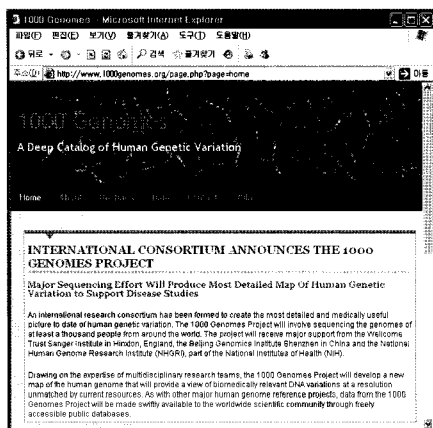 1000 Genomes - Microsoft Internet Explorer
파일(F) 편집(E) 보기(V) 즐겨찾기(A) 도구(T) 도움말(H)
뒤로 검색 즐겨찾기
주소(D) http://www.1000genomes.org/page.php?page=home 이동
1000 Genomes
A Deep Catalog of Human Genetic Variation
Home About
INTERNATIONAL CONSORTIUM ANNOUNCES THE 1000
GENOMES PROJECT
Major Sequencing Effort Will Produce Most Detailed Map Of Human Genetic
Variation to Support Disease Studies
An international research consortium has been formed to create the most detailed and medically useful
picture to date of human genetic variation. The 1000 Genomes Project will involve sequencing the genomes of
at least a thousand people from around the world. The project will receive major support from the Wellcome
Trust Sanger Institute in Hinxton, England, the Beijing Genomics Institute Shenzhen in China and the National
Human Genome Research Institute (NHGRI), part of the National Institutes of Health (NIH).
Drawing on the expertise of multidisciplinary research teams, the 1000 Genomes Project will develop a new
map of the human genome that will provide a view of biomedically relevant DNA variations at a resolution
unmatched by current resources. As with other major human genome reference projects, data from the 1000
Genomes Project will be made swiftly available to the worldwide scientific community through freely
accessible public databases.